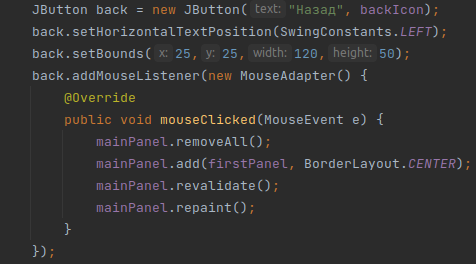 JButton back = new JButton( text: "Назад", backIcon);
back.setHorizontalTextPosition(SwingConstants.LEFT);
back.setBounds( x: 25, y: 25, width: 120, height: 50);
back.addMouseListener(new MouseAdapter() {
@Override
public void mouseClicked(MouseEvent e) {
mainPanel.removeAll();
mainPanel.add(firstPanel, BorderLayout.CENTER);
mainPanel.revalidate();
mainPanel.repaint();
}
});